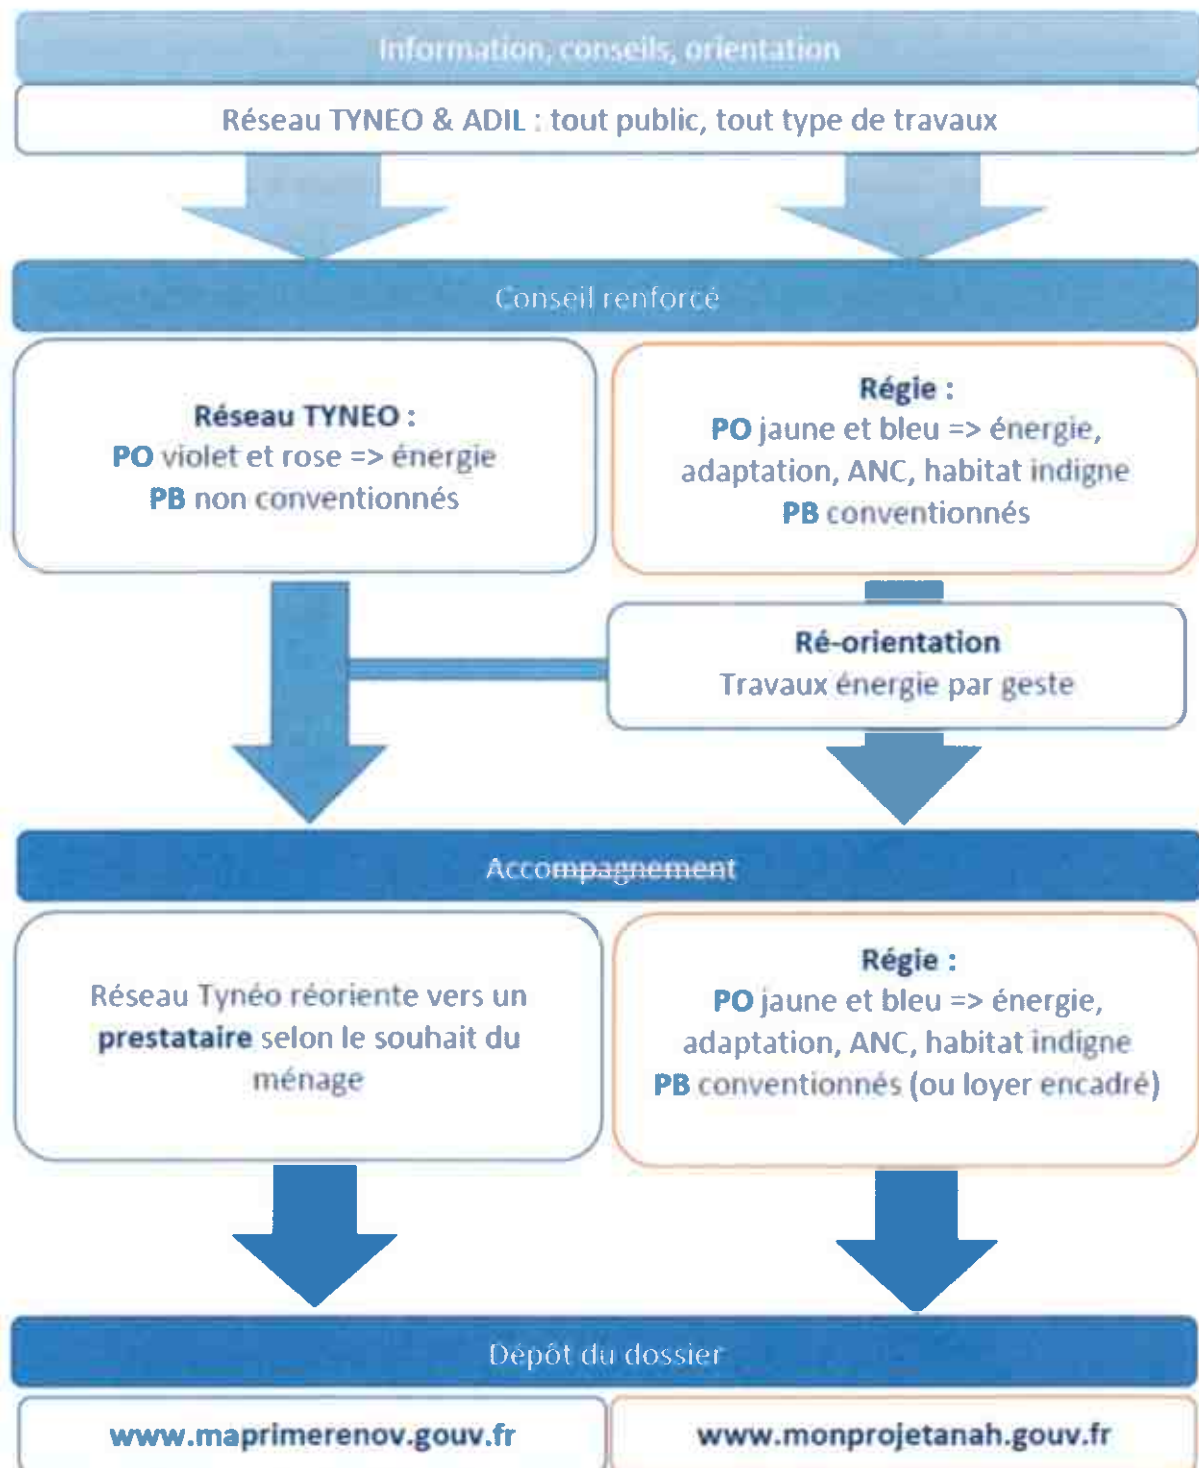 Information, conseils, orientation
Réseau TYNEO & ADIL : tout public, tout type de travaux
Conseil renforcé
Réseau TYNEO :
PO violet et rose => énergie
PB non conventionnés
Régie :
PO jaune et bleu => énergie,
adaptation, ANC, habitat indigne
PB conventionnés
Ré-orientation
Travaux énergie par geste
Accompagnement
Réseau Tynéo réoriente vers un
prestataire selon le souhait du
ménage
Régie :
PO jaune et bleu => énergie,
adaptation, ANC, habitat indigne
PB conventionnés (ou loyer encadré)
Dépôt du dossier
www.maprimerenov.gouv.fr
www.monprojetanah.gouv.fr